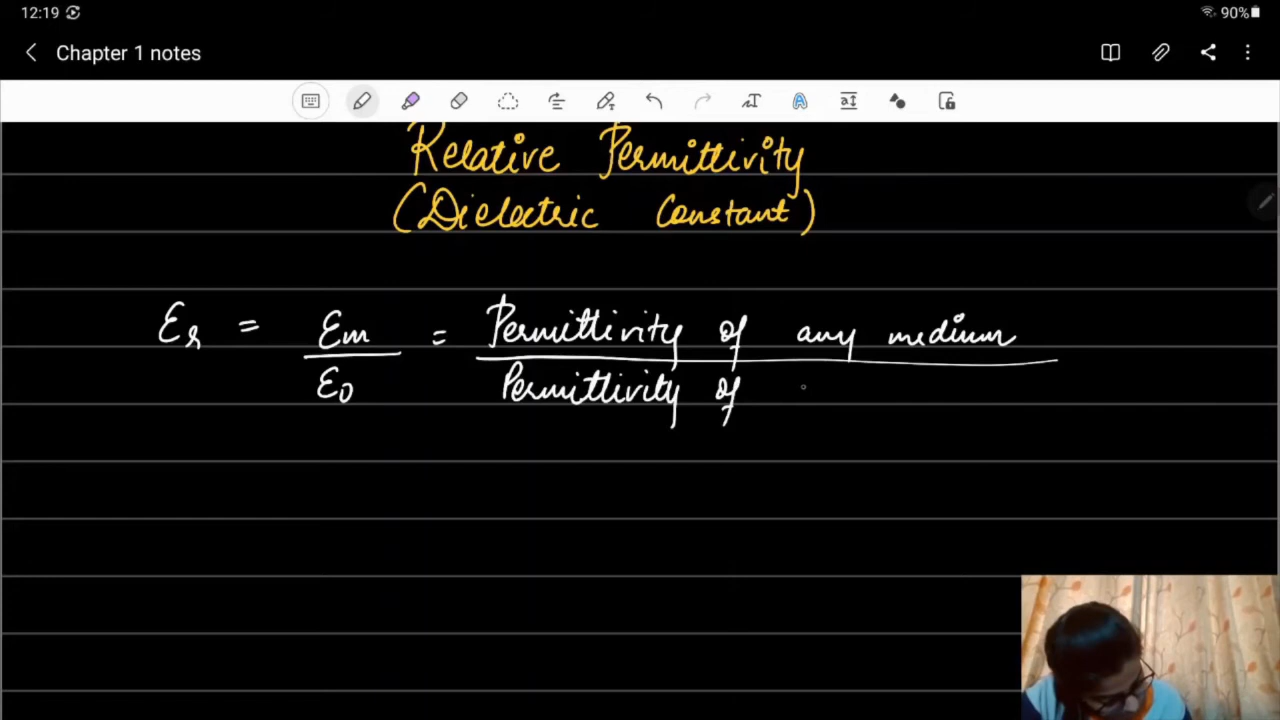 12:19 90%
Chapter 1 notes
Relative Permittivity
(Dielectric Constant)
εr = εm = Permittivity of any medium
ε0 Permittivity of